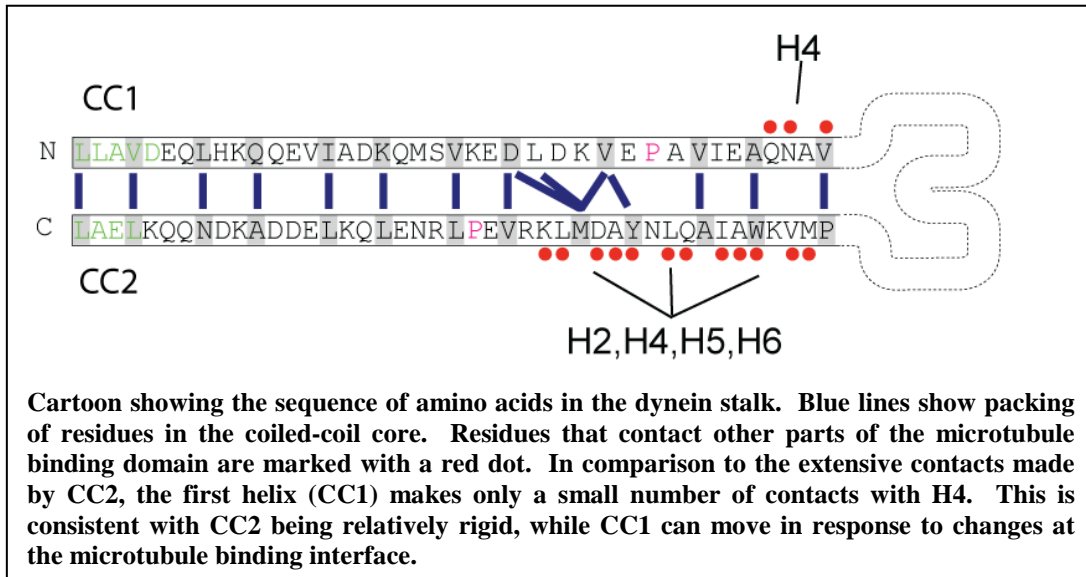 H4
CC1
N LLAVDEQLHKQQEVIADKQMSVKEDLDKVEPAVIEAQNAV
C LAELKQQNDKADDELKQLENRLPEVRKLMDAYNLQAIAWKVMP
CC2
H2,H4,H5,H6
Cartoon showing the sequence of amino acids in the dynein stalk. Blue lines show packing
of residues in the coiled-coil core. Residues that contact other parts of the microtubule
binding domain are marked with a red dot. In comparison to the extensive contacts made
by CC2, the first helix (CC1) makes only a small number of contacts with H4. This is
consistent with CC2 being relatively rigid, while CC1 can move in response to changes at
the microtubule binding interface.